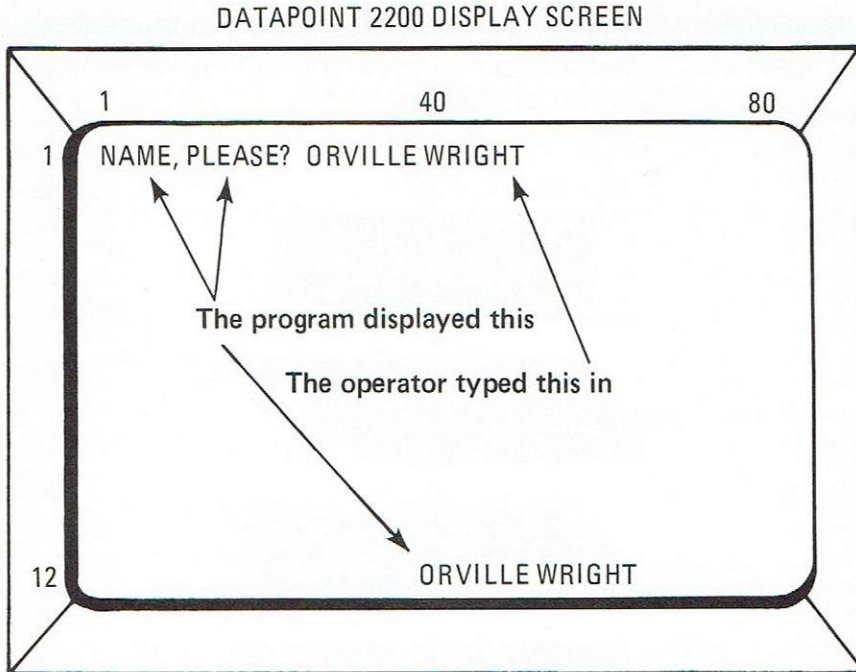 DATAPOINT 2200 DISPLAY SCREEN
1 40 80
1 NAME, PLEASE? ORVILLE WRIGHT
The program displayed this
The operator typed this in
12 ORVILLE WRIGHT